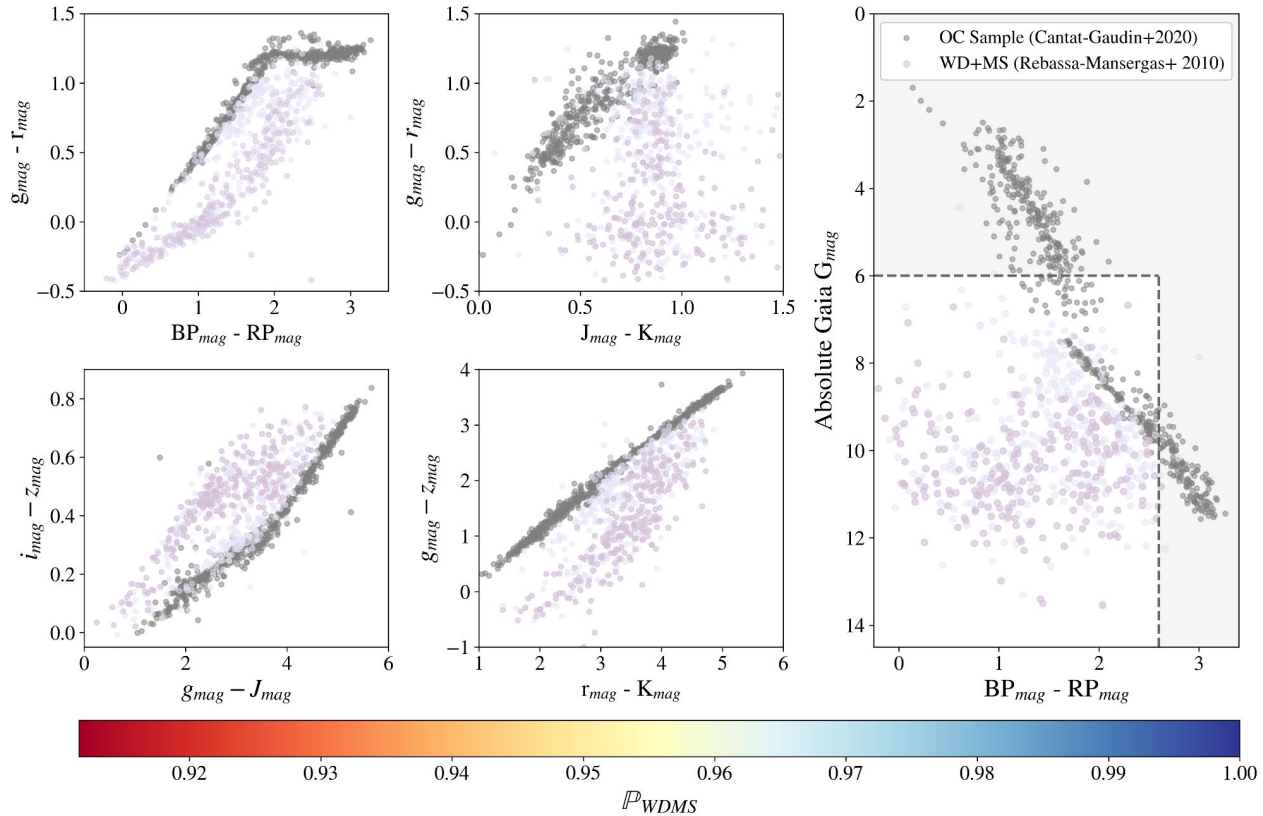 1.5
1.0
0.5
0.0
−0.5
g_mag - r_mag
0 1 2 3
BP_mag - RP_mag
1.5
1.0
0.5
0.0
−0.5
g_mag − r_mag
0.0 0.5 1.0 1.5
J_mag - K_mag
0.8
0.6
0.4
0.2
0.0
i_mag − z_mag
0 2 4 6
g_mag − J_mag
4
3
2
1
0
−1
g_mag − z_mag
1 2 3 4 5 6
r_mag - K_mag
OC Sample (Cantat-Gaudin+2020)
WD+MS (Rebassa-Mansergas+ 2010)
0
2
4
6
8
10
12
14
Absolute Gaia G_mag
0 1 2 3
BP_mag - RP_mag
0.92 0.93 0.94 0.95 0.96 0.97 0.98 0.99 1.00
ℙ_WDMS